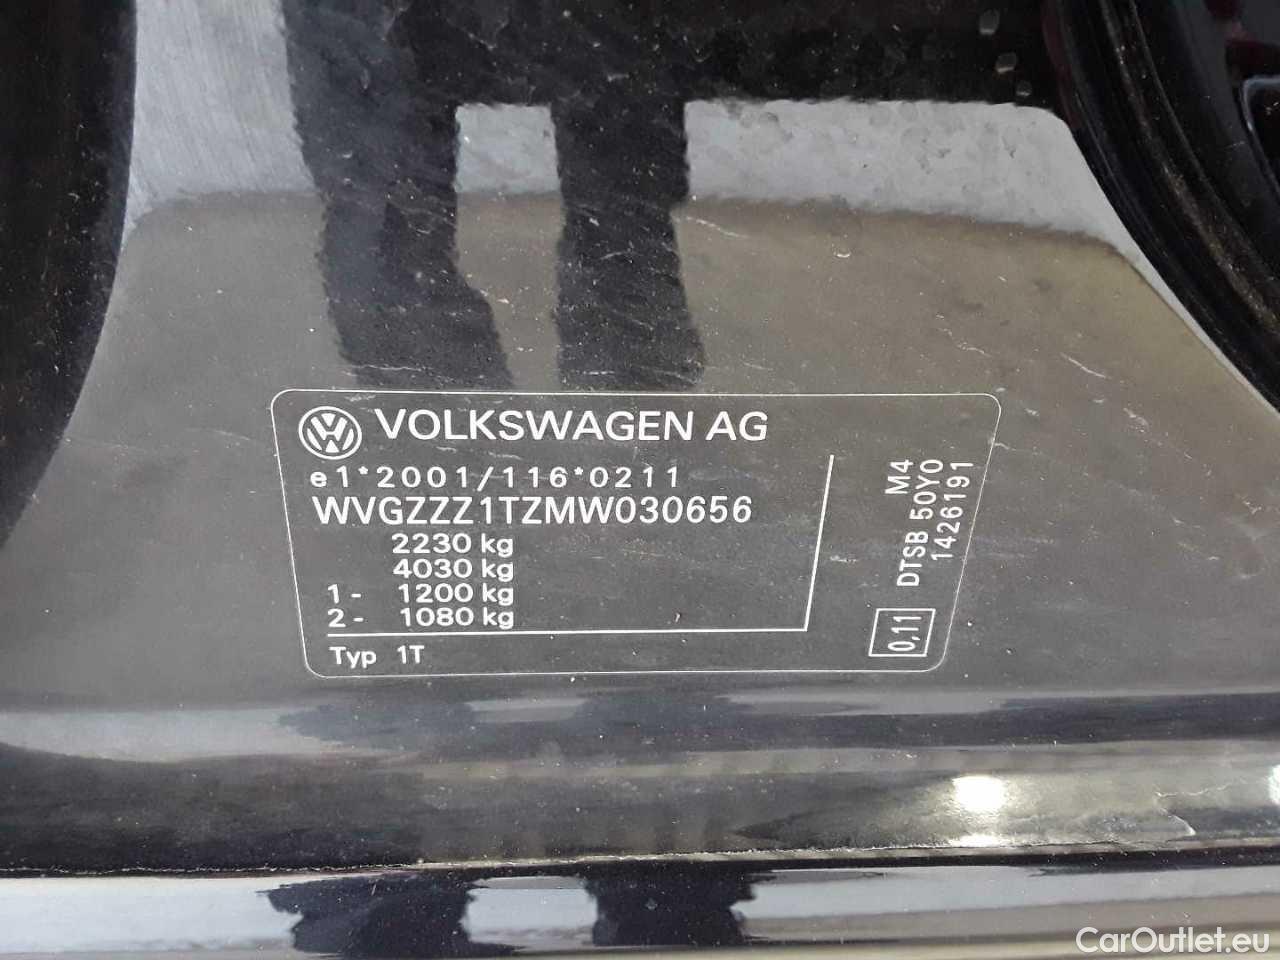 VOLKSWAGEN AG
e1*2001/116*0211
WVGZZZ1TZMW030656
2230 kg
4030 kg
1- 1200 kg
2- 1080 kg
Typ 1T
M4
DTSB 50Y0
1426191
0,11
CarOutlet.eu